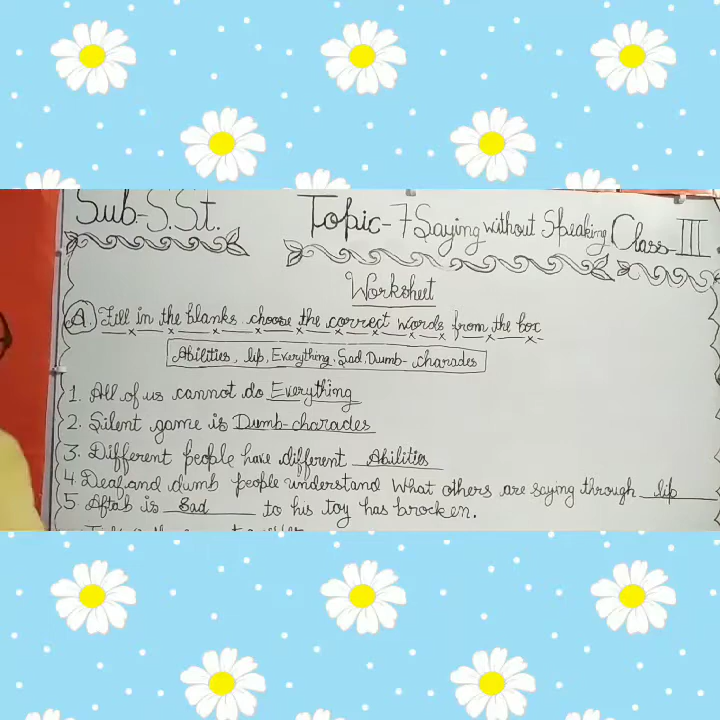 Sub-S.St. Topic-7 Saying without Speaking Class-III
Worksheet
A. Fill in the blanks choose the correct words from the box
Abilities, lip, Everything, Sad, Dumb-charades
1. All of us cannot do Everything
2. Silent game is Dumb-charades
3. Different people have different Abilities
4. Deaf and dumb people understand what others are saying through lip
5. Aftab is Sad to his toy has brocken.